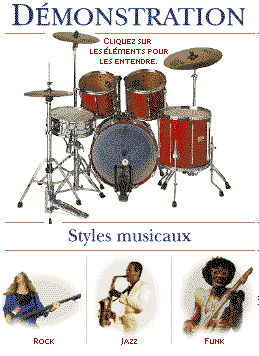 DÉMONSTRATION
CLIQUEZ SUR
LES ÉLÉMENTS POUR
LES ENTENDRE.
Styles musicaux
ROCK JAZZ FUNK